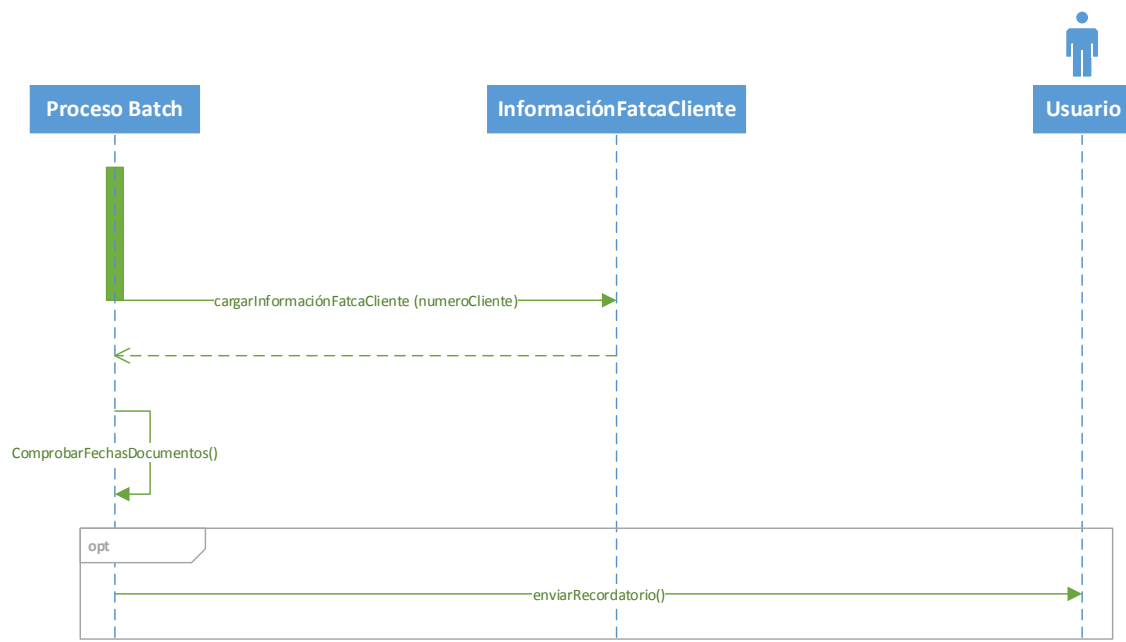 Proceso Batch
InformaciónFatcaCliente
Usuario
cargarInformaciónFatcaCliente (numeroCliente)
ComprobarFechasDocumentos()
opt
enviarRecordatorio()